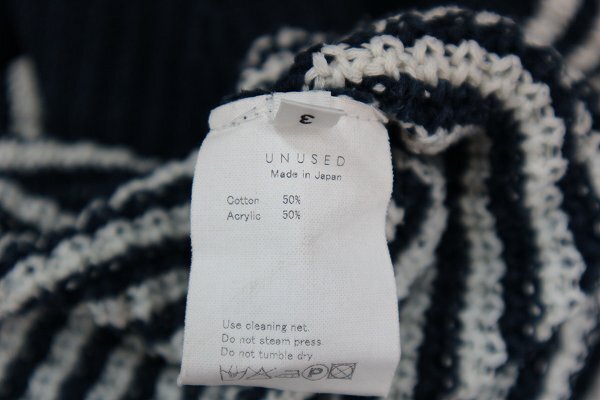 3
UNUSED
Made in Japan
Cotton 50%
Acrylic 50%
Use cleaning net.
Do not steam press.
Do not tumble dry